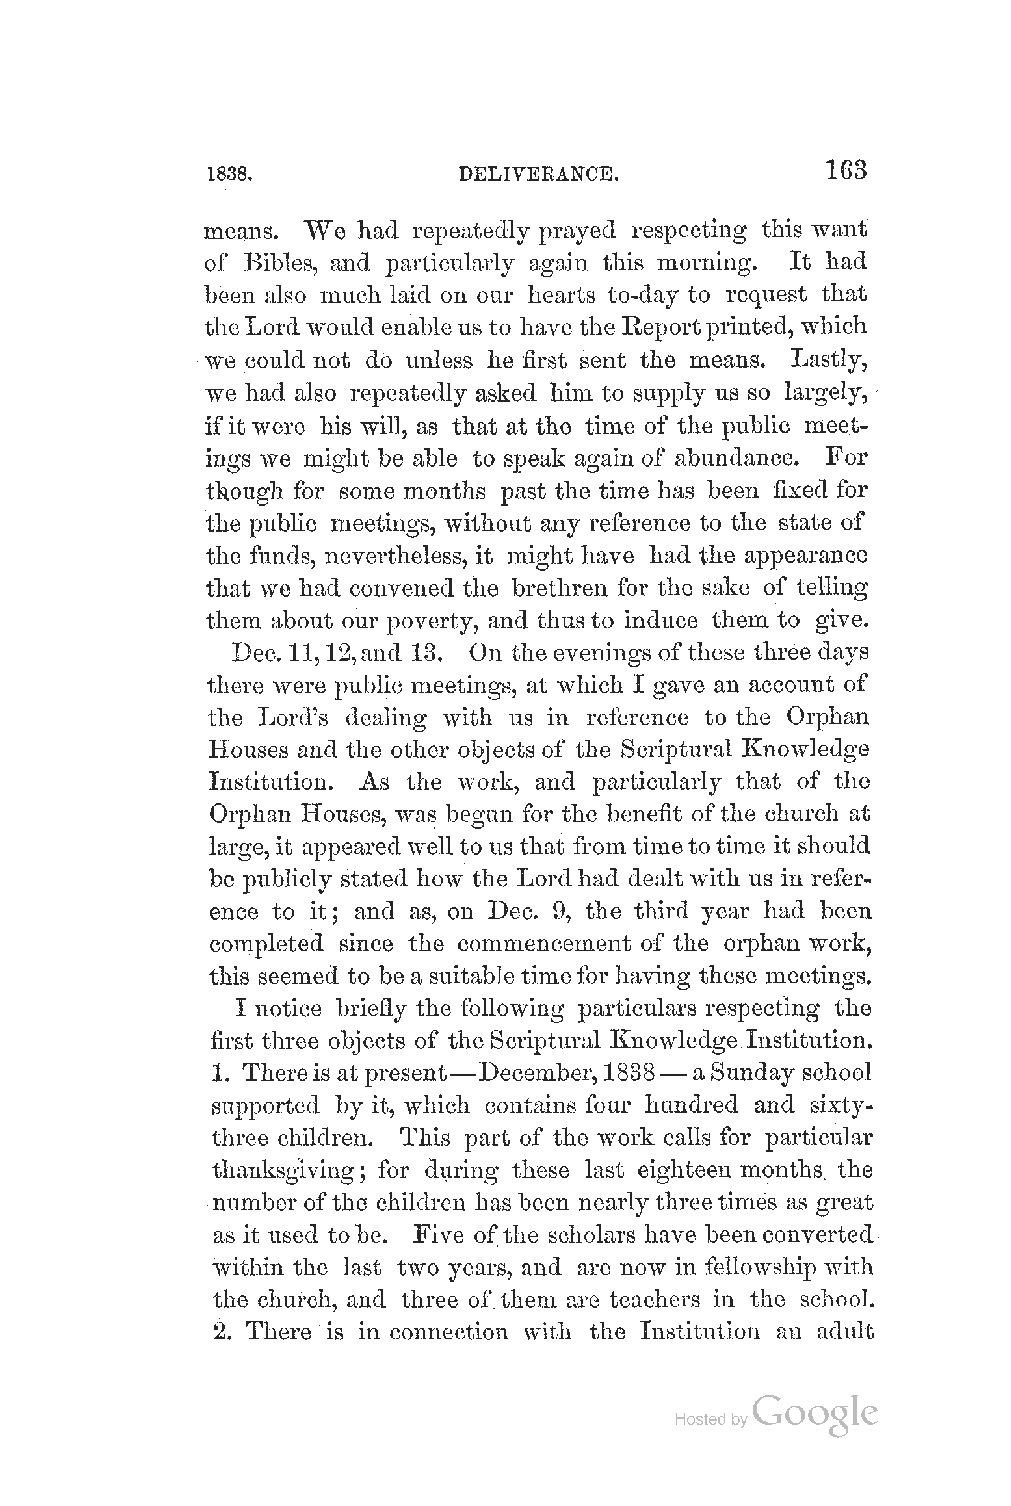 1838. DELIVERANCE. 163
means. We had repeatedly prayed respecting this want
of Bibles, and particularly again this morning. It had
been also much laid on our hearts to-day to request that
the Lord would enable us to have the Report printed, which
we could not do unless he first sent the means. Lastly,
we had also repeatedly asked him to supply us so largely,
if it were his will, as that at the time of the public meet-
ings we might be able to speak again of abundance. For
though for some months past the time has been fixed for
the public meetings, without any reference to the state of
the funds, nevertheless, it might have had the appearance
that we had convened the brethren for the sake of telling
them about our poverty, and thus to induce them to give.
Dec. 11, 12, and 13. On the evenings of these three days
there were public meetings, at which I gave an account of
the Lord's dealing with us in reference to the Orphan
Houses and the other objects of the Scriptural Knowledge
Institution. As the work, and particularly that of the
Orphan Houses, was begun for the benefit of the church at
large, it appeared well to us that from time to time it should
be publicly stated how the Lord had dealt with us in refer-
ence to it; and as, on Dec. 9, the third year had been
completed since the commencement of the orphan work,
this seemed to be a suitable time for having these meetings.
I notice briefly the following particulars respecting the
first three objects of the Scriptural Knowledge Institution.
1. There is at present—December, 1838—a Sunday school
supported by it, which contains four hundred and sixty-
three children. This part of the work calls for particular
thanksgiving; for during these last eighteen months the
number of the children has been nearly three times as great
as it used to be. Five of the scholars have been converted
within the last two years, and are now in fellowship with
the church, and three of them are teachers in the school.
2. There is in connection with the Institution an adult
Hosted by Google